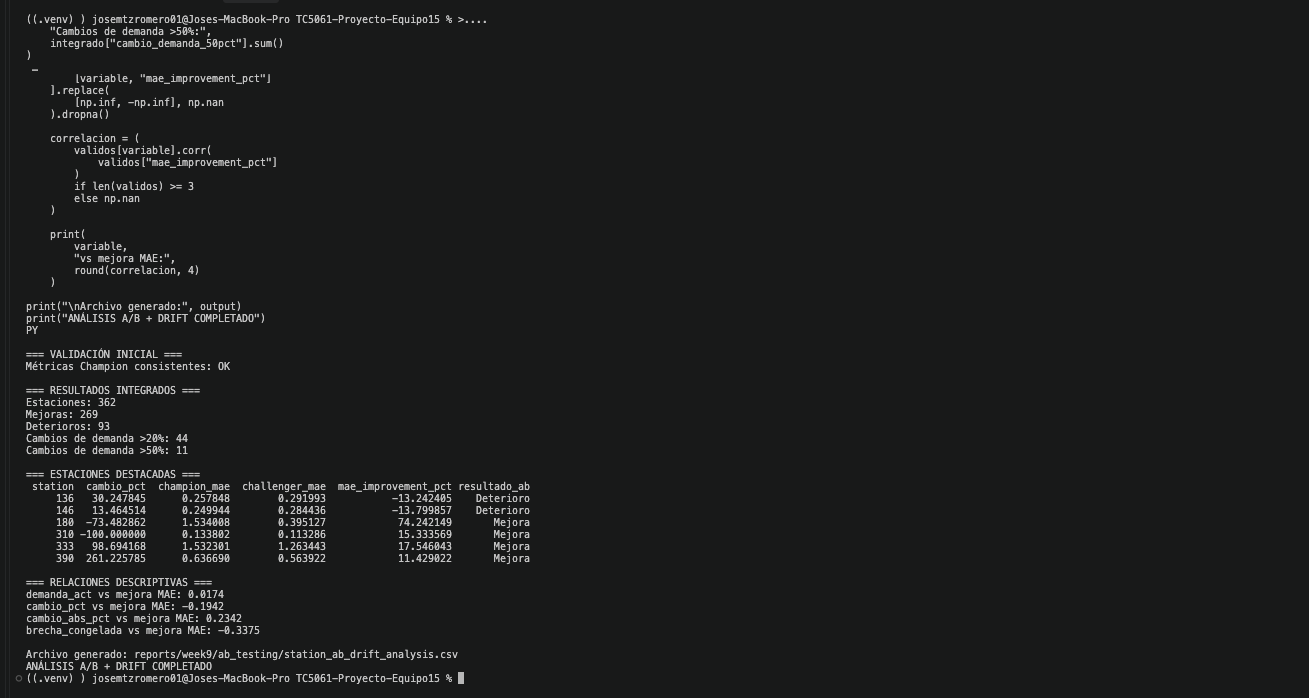 ((.venv) ) josemtzromero01@Joses-MacBook-Pro TC5061-Proyecto-Equipo15 % >....
    "Cambios de demanda >50%:",
    integrado["cambio_demanda_50pct"].sum()
)
 _
        [variable, "mae_improvement_pct"]
    ].replace(
        [np.inf, -np.inf], np.nan
    ).dropna()

    correlacion = (
        validos[variable].corr(
            validos["mae_improvement_pct"]
        )
        if len(validos) >= 3
        else np.nan
    )

    print(
        variable,
        "vs mejora MAE:",
        round(correlacion, 4)
    )

print("\nArchivo generado:", output)
print("ANÁLISIS A/B + DRIFT COMPLETADO")
PY

=== VALIDACIÓN INICIAL ===
Métricas Champion consistentes: OK

=== RESULTADOS INTEGRADOS ===
Estaciones: 362
Mejoras: 269
Deterioros: 93
Cambios de demanda >20%: 44
Cambios de demanda >50%: 11

=== ESTACIONES DESTACADAS ===
 station  cambio_pct  champion_mae  challenger_mae  mae_improvement_pct resultado_ab
     136   30.247845      0.257848        0.291993           -13.242405    Deterioro
     146   13.464514      0.249944        0.284436           -13.799857    Deterioro
     180  -73.482862      1.534008        0.395127            74.242149       Mejora
     310 -100.000000      0.133802        0.113286            15.333569       Mejora
     333   98.694168      1.532301        1.263443            17.546043       Mejora
     390  261.225785      0.636690        0.563922            11.429022       Mejora

=== RELACIONES DESCRIPTIVAS ===
demanda_act vs mejora MAE: 0.0174
cambio_pct vs mejora MAE: -0.1942
cambio_abs_pct vs mejora MAE: 0.2342
brecha_congelada vs mejora MAE: -0.3375

Archivo generado: reports/week9/ab_testing/station_ab_drift_analysis.csv
ANÁLISIS A/B + DRIFT COMPLETADO
((.venv) ) josemtzromero01@Joses-MacBook-Pro TC5061-Proyecto-Equipo15 %